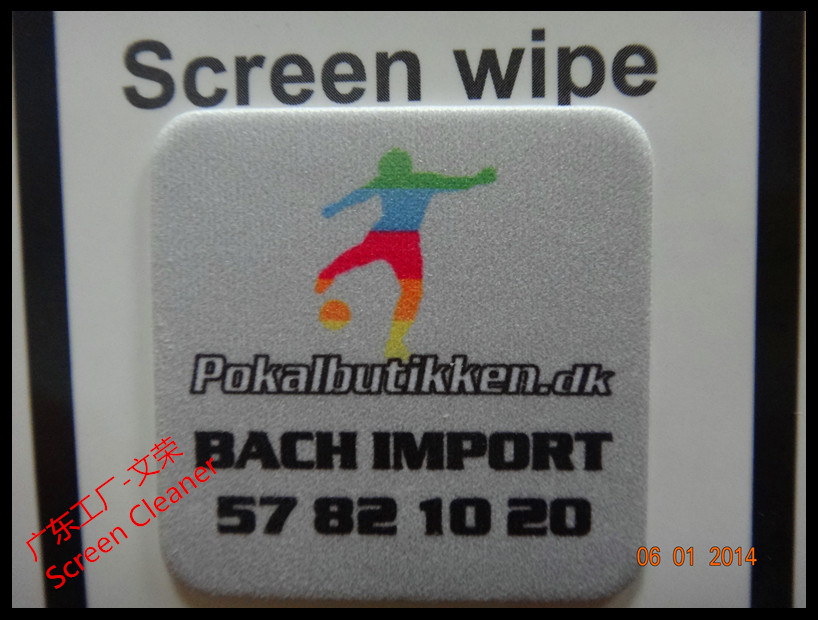 Screen wipe
Pokalbutikken.dk
BACH IMPORT
57 82 10 20
广东工厂-文荣
Screen Cleaner
06 01 2014